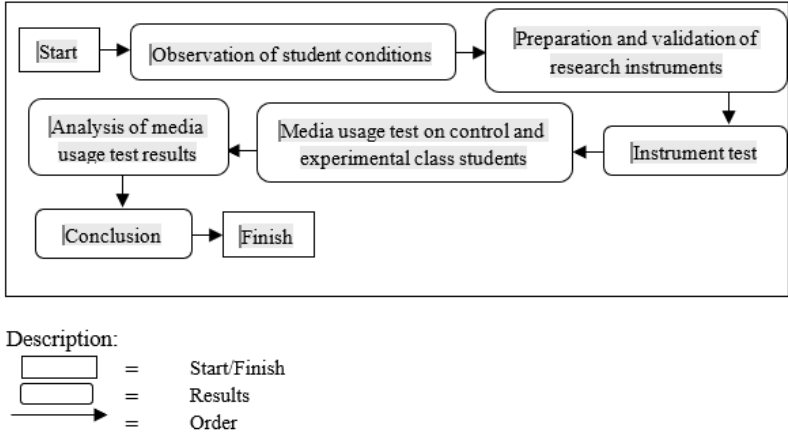 Start
Observation of student conditions
Preparation and validation of
research instruments
Instrument test
Media usage test on control and
experimental class students
Analysis of media
usage test results
Conclusion
Finish
Description:
= Start/Finish
= Results
= Order